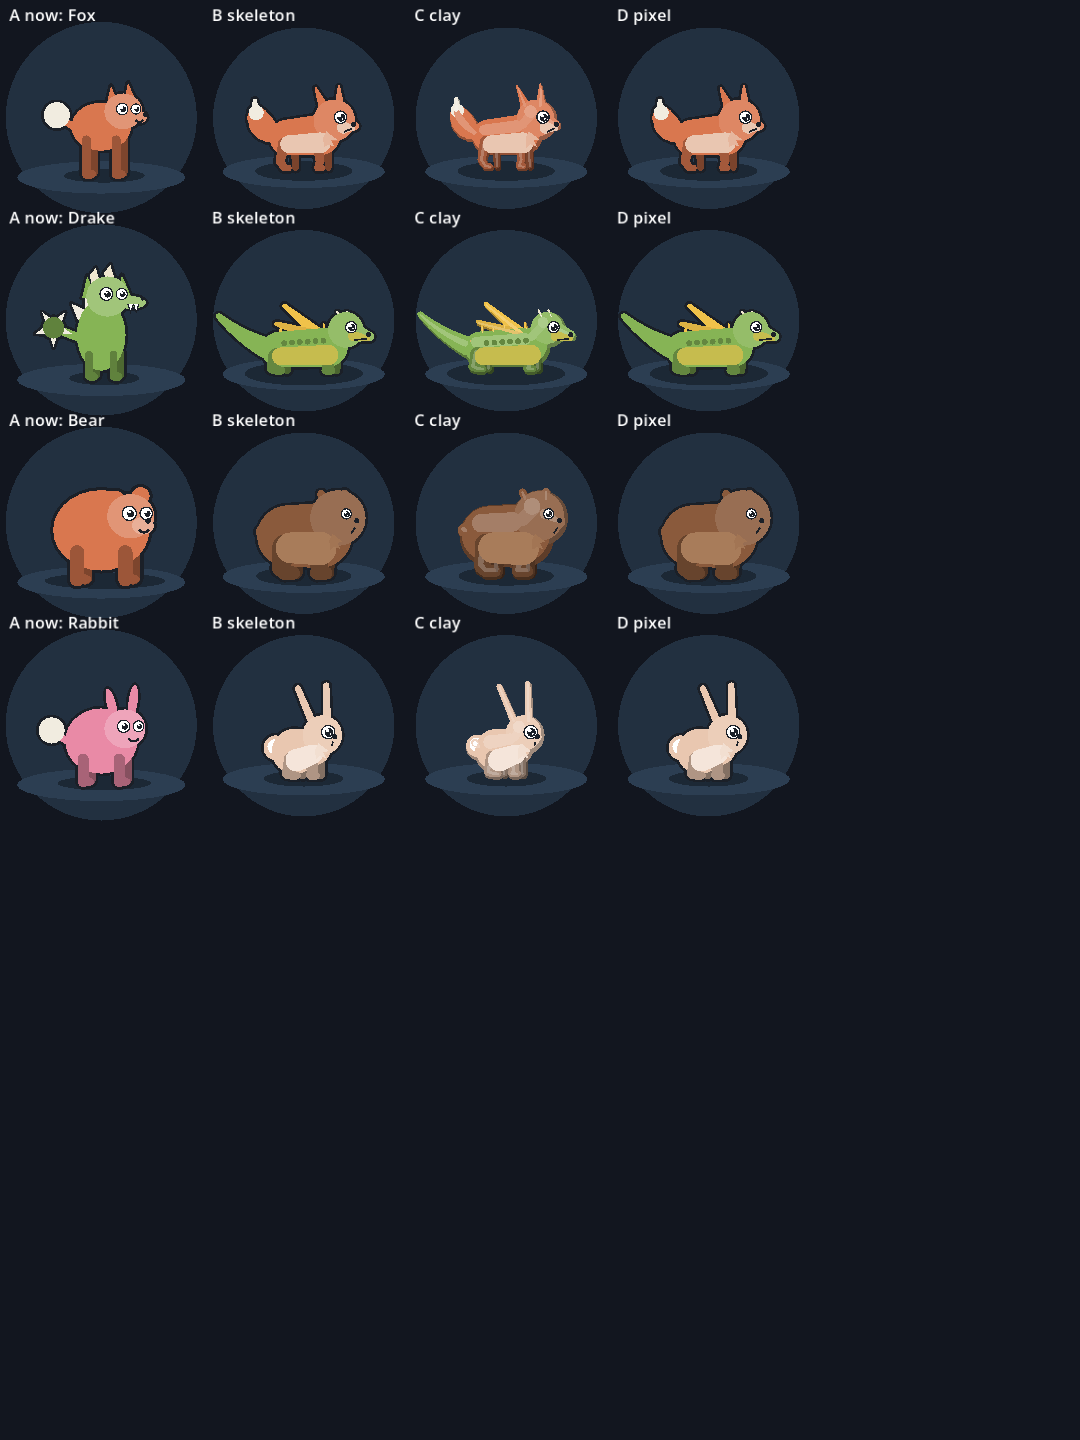 A now: Fox
B skeleton
C clay
D pixel
A now: Drake
B skeleton
C clay
D pixel
A now: Bear
B skeleton
C clay
D pixel
A now: Rabbit
B skeleton
C clay
D pixel